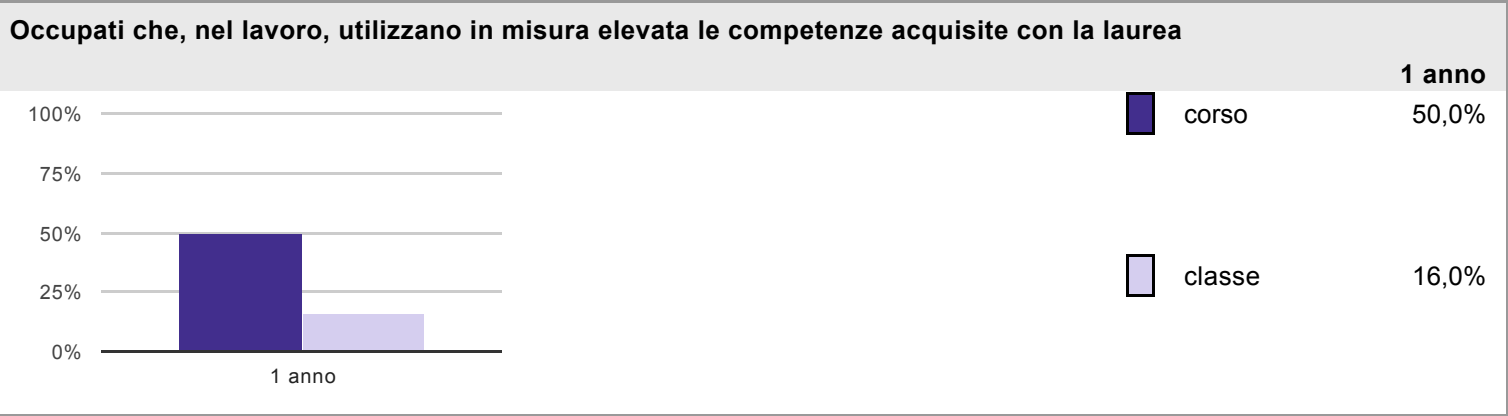 Occupati che, nel lavoro, utilizzano in misura elevata le competenze acquisite con la laurea
1 anno
100%
75%
50%
25%
0%
1 anno
corso 50,0%
classe 16,0%